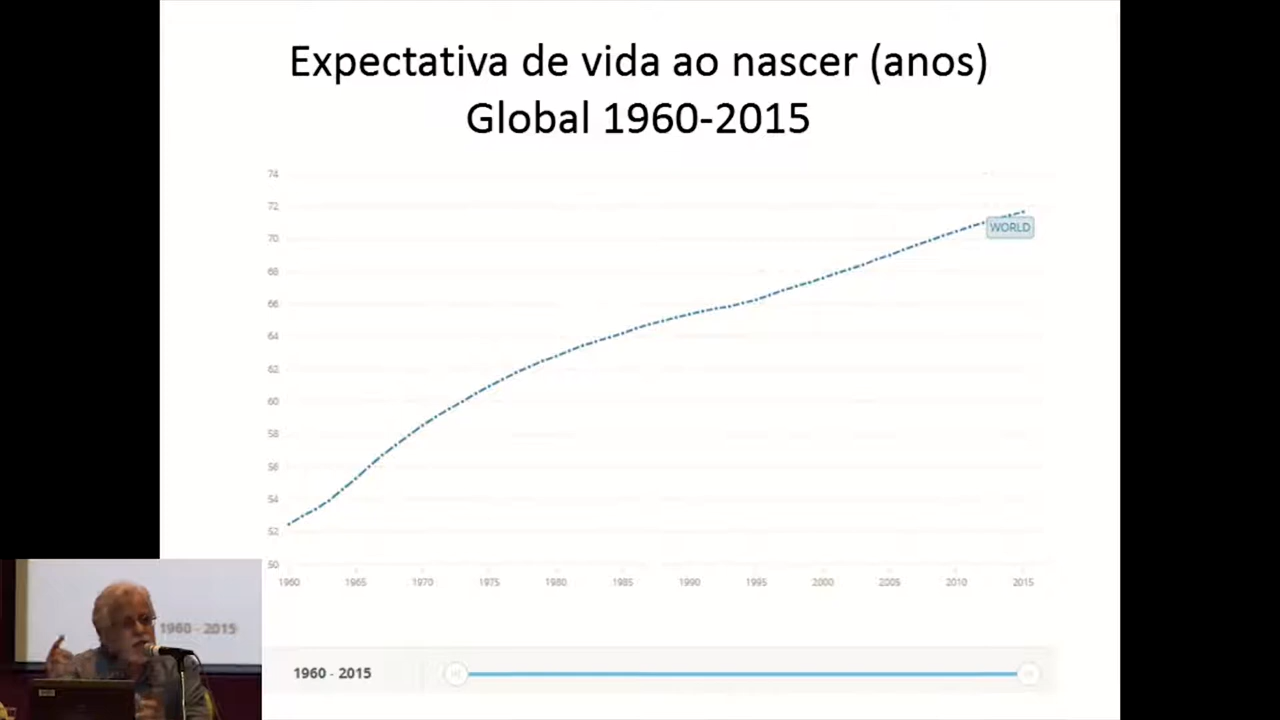 Expectativa de vida ao nascer (anos)
Global 1960-2015
74
72
70
68
66
64
62
60
58
56
54
52
50
WORLD
1960 1965 1970 1975 1980 1985 1990 1995 2000 2005 2010 2015
1960 - 2015
1960 - 2015